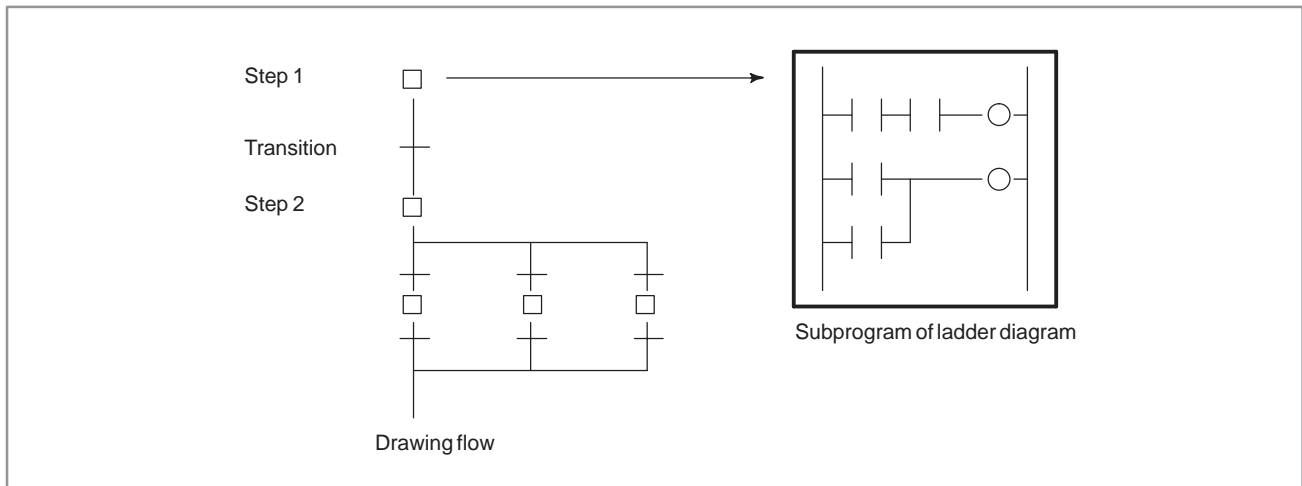 Step 1
Transition
Step 2
Subprogram of ladder diagram
Drawing flow